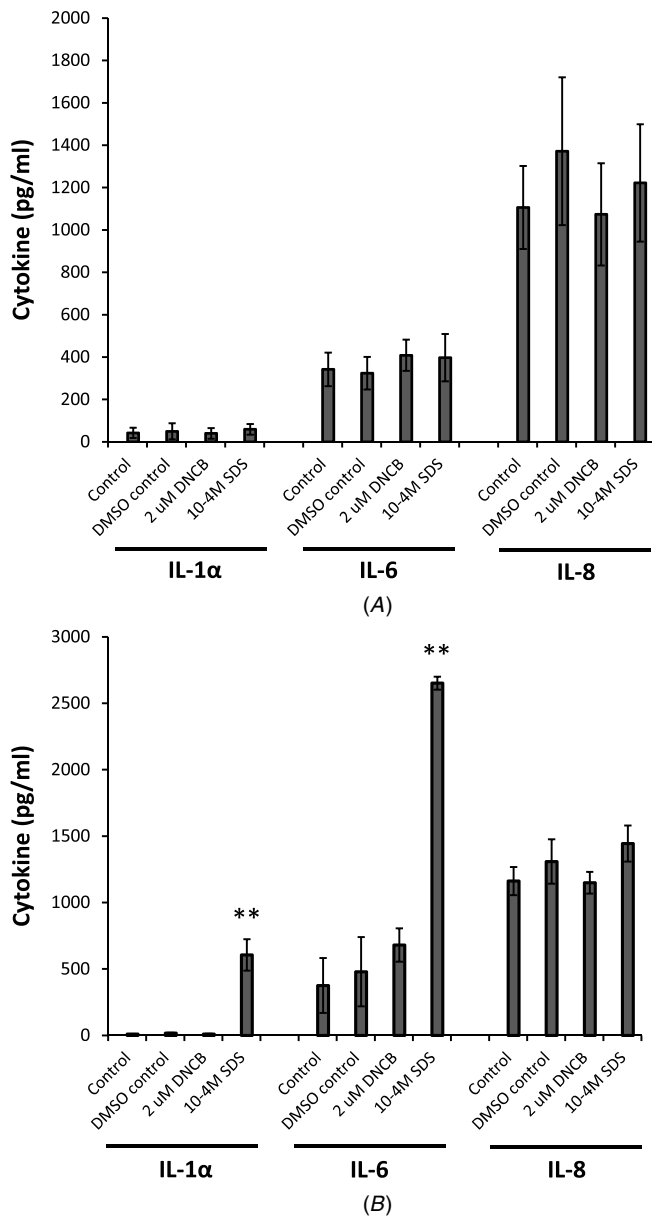 2000
1800
1600
1400
1200
1000
800
600
400
200
0
Cytokine (pg/ml)
Control
DMSO control
2 uM DNCB
10-4M SDS
Control
DMSO control
2 uM DNCB
10-4M SDS
Control
DMSO control
2 uM DNCB
10-4M SDS
IL-1α
IL-6
IL-8
(A)
3000
2500
2000
1500
1000
500
0
Cytokine (pg/ml)
**
**
Control
DMSO control
2 uM DNCB
10-4M SDS
Control
DMSO control
2 uM DNCB
10-4M SDS
Control
DMSO control
2 uM DNCB
10-4M SDS
IL-1α
IL-6
IL-8
(B)